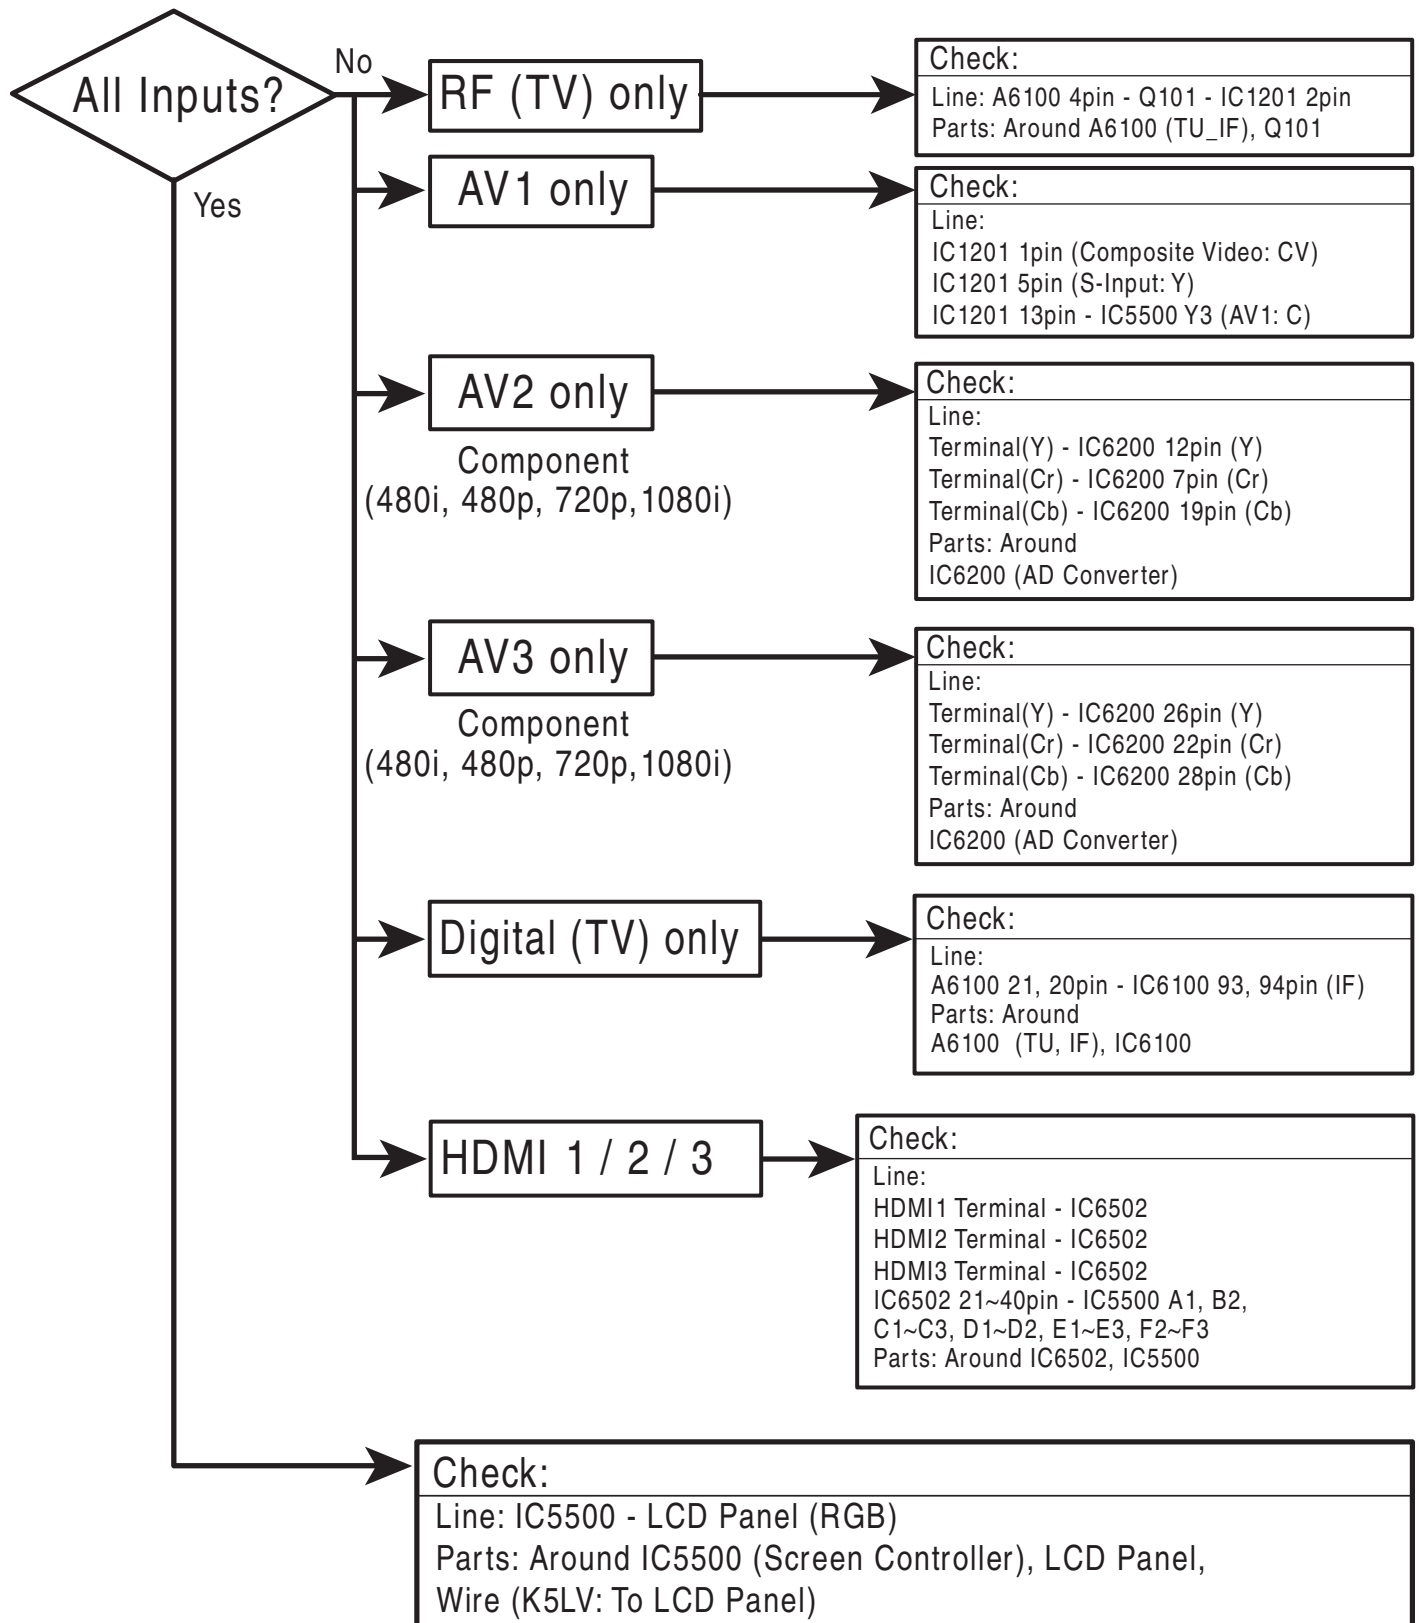 All Inputs?
No
Yes
RF (TV) only
Check:
Line: A6100 4pin - Q101 - IC1201 2pin
Parts: Around A6100 (TU_IF), Q101
AV1 only
Check:
Line:
IC1201 1pin (Composite Video: CV)
IC1201 5pin (S-Input: Y)
IC1201 13pin - IC5500 Y3 (AV1: C)
AV2 only
Component
(480i, 480p, 720p,1080i)
Check:
Line:
Terminal(Y) - IC6200 12pin (Y)
Terminal(Cr) - IC6200 7pin (Cr)
Terminal(Cb) - IC6200 19pin (Cb)
Parts: Around
IC6200 (AD Converter)
AV3 only
Component
(480i, 480p, 720p,1080i)
Check:
Line:
Terminal(Y) - IC6200 26pin (Y)
Terminal(Cr) - IC6200 22pin (Cr)
Terminal(Cb) - IC6200 28pin (Cb)
Parts: Around
IC6200 (AD Converter)
Digital (TV) only
Check:
Line:
A6100 21, 20pin - IC6100 93, 94pin (IF)
Parts: Around
A6100 (TU, IF), IC6100
HDMI 1 / 2 / 3
Check:
Line:
HDMI1 Terminal - IC6502
HDMI2 Terminal - IC6502
HDMI3 Terminal - IC6502
IC6502 21~40pin - IC5500 A1, B2,
C1~C3, D1~D2, E1~E3, F2~F3
Parts: Around IC6502, IC5500
Check:
Line: IC5500 - LCD Panel (RGB)
Parts: Around IC5500 (Screen Controller), LCD Panel,
Wire (K5LV: To LCD Panel)